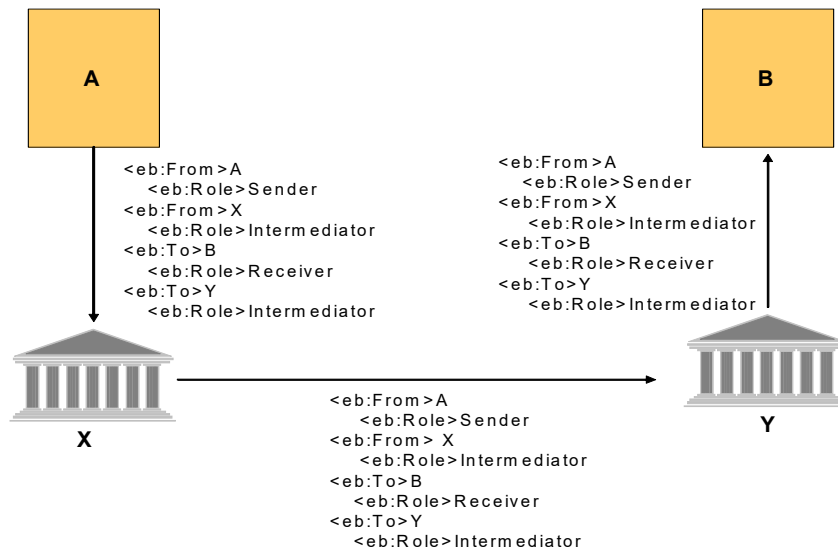 A
B
<eb:From>A
<eb:Role>Sender
<eb:From>X
<eb:Role>Intermediator
<eb:To>B
<eb:Role>Receiver
<eb:To>Y
<eb:Role>Intermediator
<eb:From>A
<eb:Role>Sender
<eb:From>X
<eb:Role>Intermediator
<eb:To>B
<eb:Role>Receiver
<eb:To>Y
<eb:Role>Intermediator
X
Y
<eb:From>A
<eb:Role>Sender
<eb:From> X
<eb:Role>Intermediator
<eb:To>B
<eb:Role>Receiver
<eb:To>Y
<eb:Role>Intermediator